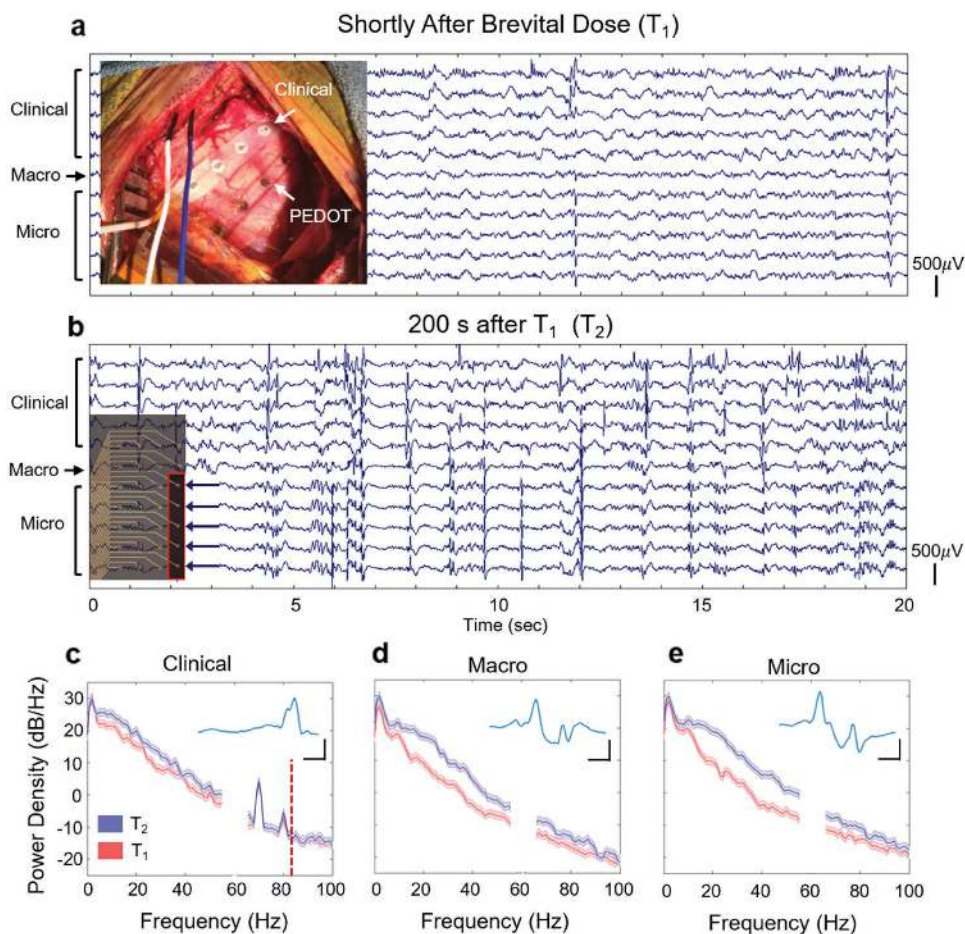 a
Shortly After Brevital Dose (T₁)
Clinical
Macro
Micro
Clinical
PEDOT
500μV
b
200 s after T₁ (T₂)
Clinical
Macro
Micro
500μV
0 5 10 15 20
Time (sec)
c Clinical
d Macro
e Micro
Power Density (dB/Hz)
30
20
10
0
-10
-20
T₂
T₁
0 20 40 60 80 100
0 20 40 60 80 100
0 20 40 60 80 100
Frequency (Hz)
Frequency (Hz)
Frequency (Hz)